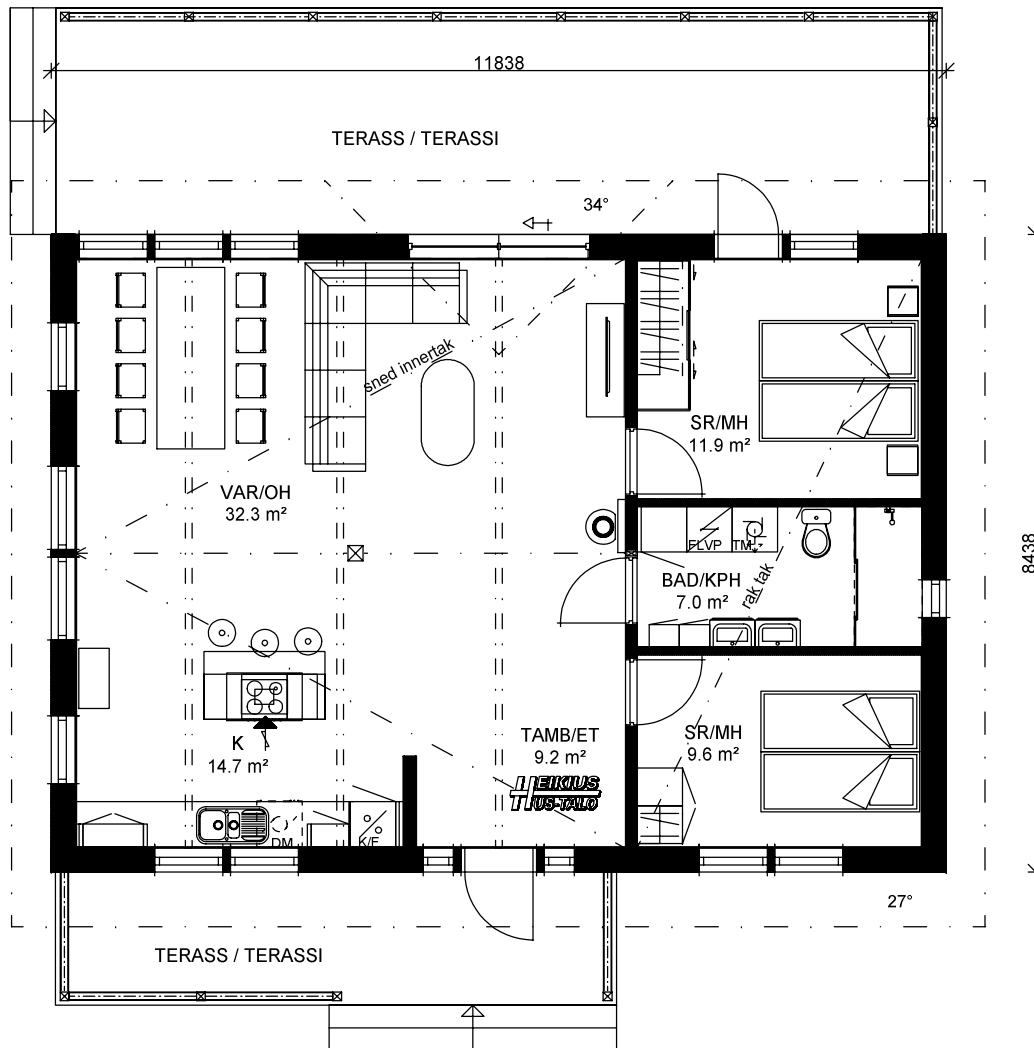 11838
TERASS / TERASSI
34°
sned innertak
SR/MH
11.9 m²
VAR/OH
32.3 m²
FLVP
TM
8438
BAD/KPH
7.0 m²
rak tak
K
14.7 m²
TAMB/ET
9.2 m²
SR/MH
9.6 m²
HEIKIUS
HUS-TALO
DM
K/F
27°
TERASS / TERASSI